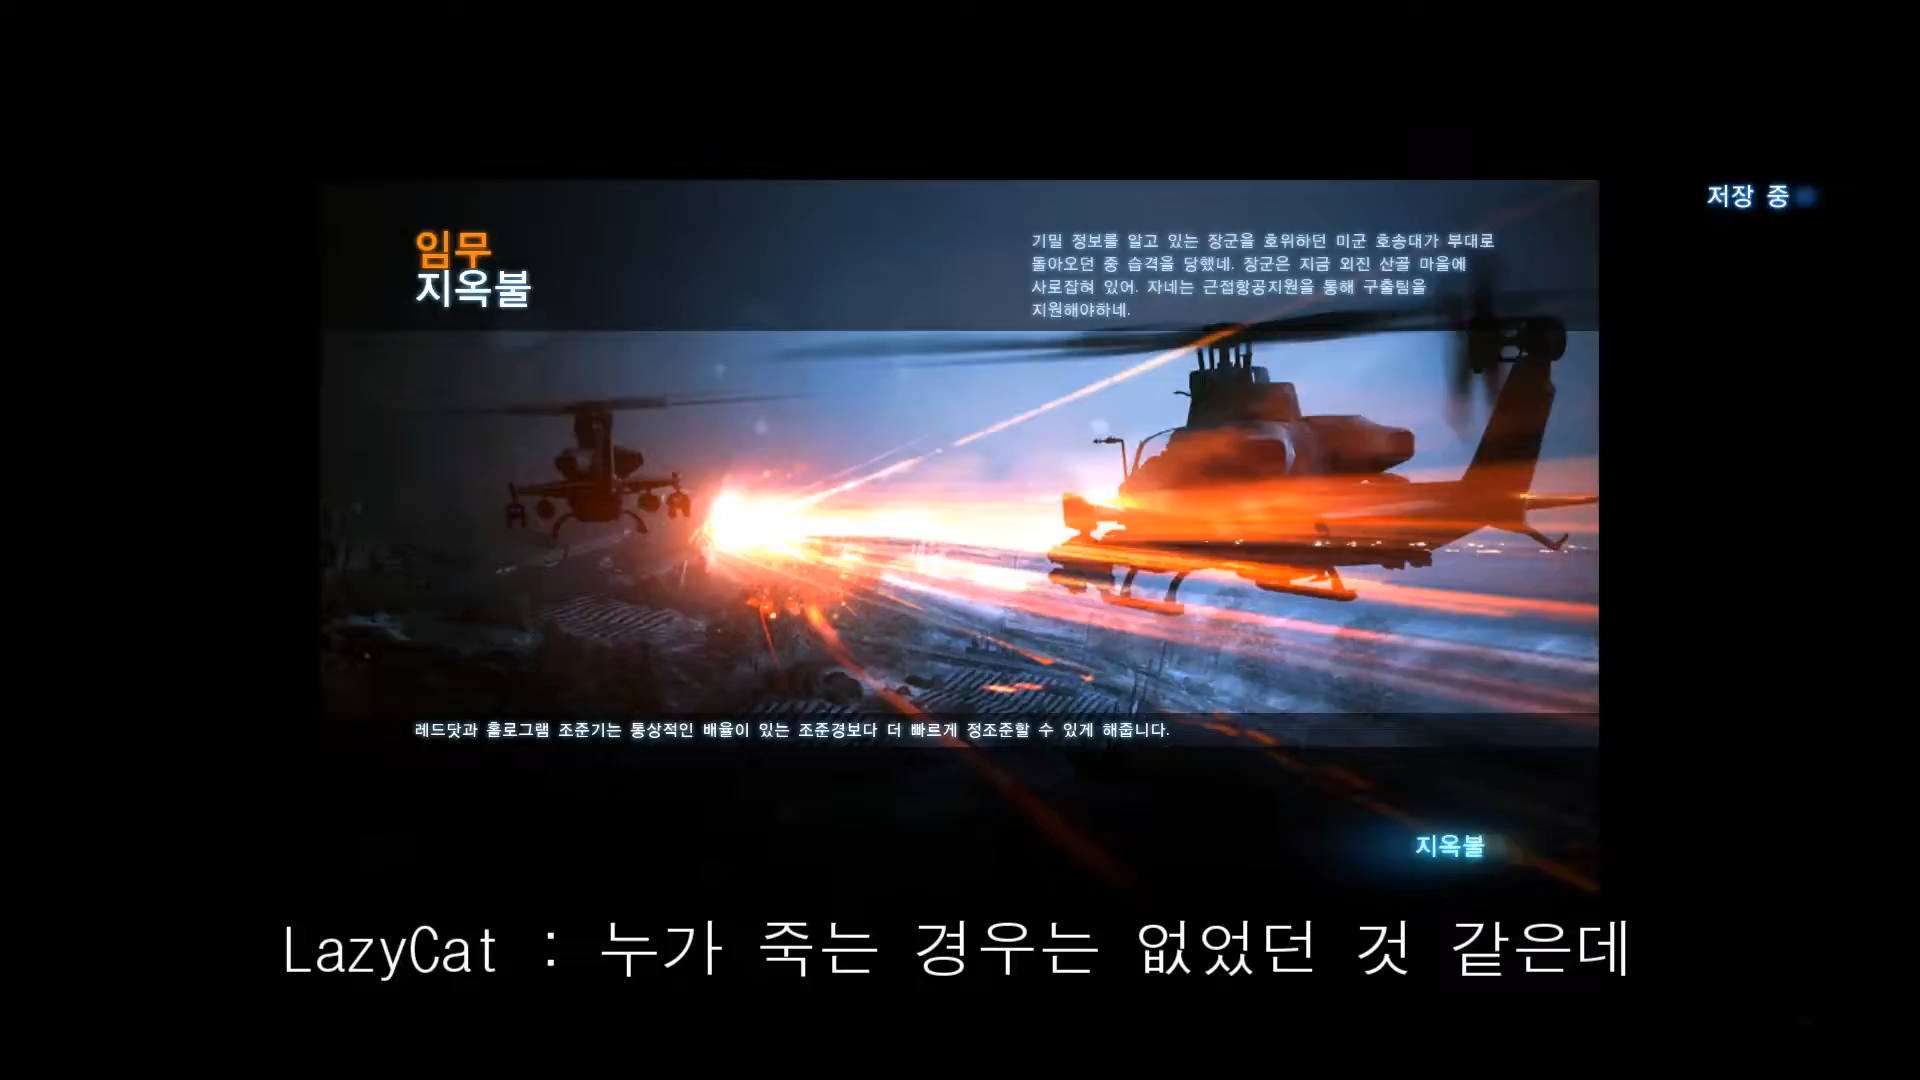 임무
지옥불
기밀 정보를 알고 있는 장군을 호위하던 미군 호송대가 부대로
돌아오던 중 습격을 당했네. 장군은 지금 외진 산골 마을에
사로잡혀 있어. 자네는 근접항공지원을 통해 구출팀을
지원해야하네.
저장 중
레드닷과 홀로그램 조준기는 통상적인 배율이 있는 조준경보다 더 빠르게 정조준할 수 있게 해줍니다.
지옥불
LazyCat : 누가 죽는 경우는 없었던 것 같은데